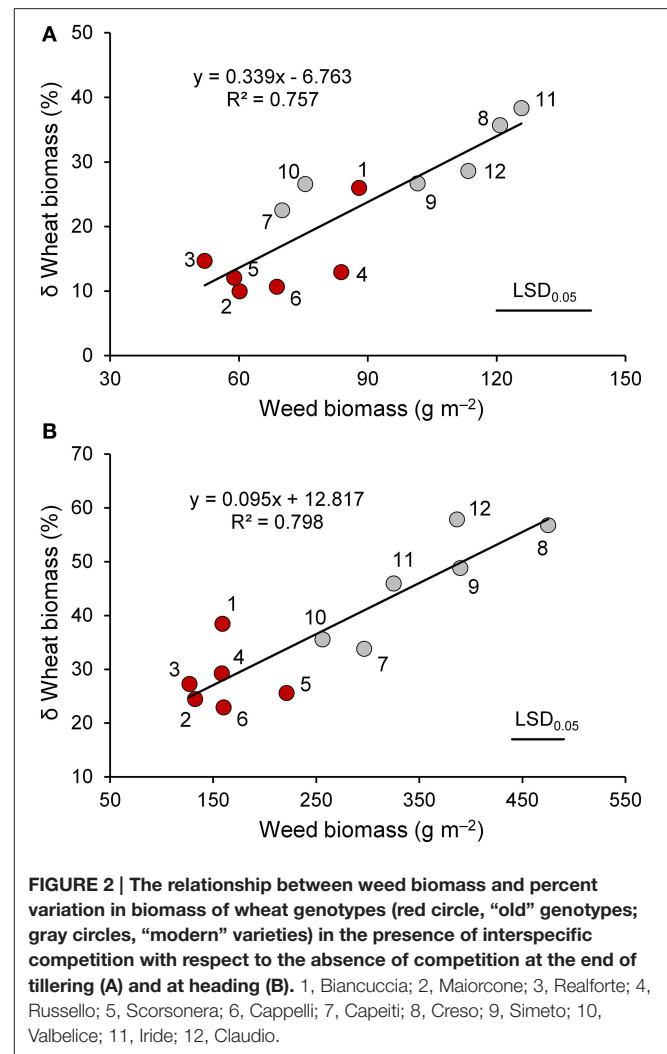 A
50
40
30
20
10
0
δ Wheat biomass (%)
y = 0.339x - 6.763
R² = 0.757
1
2
3
4
5
6
7
8
9
10
11
12
LSD0.05
30 60 90 120 150
Weed biomass (g m–2)
B
70
60
50
40
30
20
10
δ Wheat biomass (%)
y = 0.095x + 12.817
R² = 0.798
1
2
3
4
5
6
7
8
9
10
11
12
LSD0.05
50 150 250 350 450 550
Weed biomass (g m–2)
FIGURE 2 | The relationship between weed biomass and percent
variation in biomass of wheat genotypes (red circle, “old” genotypes;
gray circles, “modern” varieties) in the presence of interspecific
competition with respect to the absence of competition at the end of
tillering (A) and at heading (B). 1, Biancuccia; 2, Maiorcone; 3, Realforte; 4,
Russello; 5, Scorsonera; 6, Cappelli; 7, Capeiti; 8, Creso; 9, Simeto; 10,
Valbelice; 11, Iride; 12, Claudio.